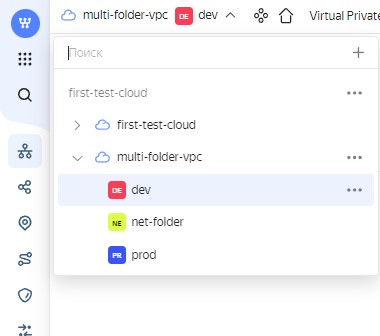 multi-folder-vpc DE dev Virtual Private
Поиск
first-test-cloud
first-test-cloud
multi-folder-vpc
DE dev
NE net-folder
PR prod